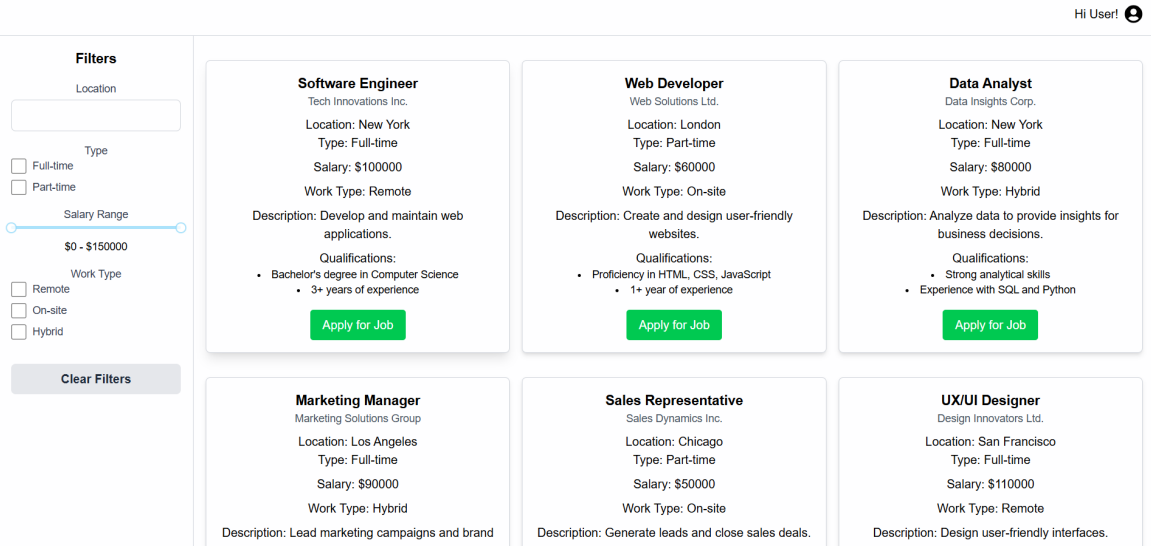 Hi User!
Filters
Location
Type
Full-time
Part-time
Salary Range
$0 - $150000
Work Type
Remote
On-site
Hybrid
Clear Filters
Software Engineer
Tech Innovations Inc.
Location: New York
Type: Full-time
Salary: $100000
Work Type: Remote
Description: Develop and maintain web
applications.
Qualifications:
• Bachelor's degree in Computer Science
• 3+ years of experience
Apply for Job
Web Developer
Web Solutions Ltd.
Location: London
Type: Part-time
Salary: $60000
Work Type: On-site
Description: Create and design user-friendly
websites.
Qualifications:
• Proficiency in HTML, CSS, JavaScript
• 1+ year of experience
Apply for Job
Data Analyst
Data Insights Corp.
Location: New York
Type: Full-time
Salary: $80000
Work Type: Hybrid
Description: Analyze data to provide insights for
business decisions.
Qualifications:
• Strong analytical skills
• Experience with SQL and Python
Apply for Job
Marketing Manager
Marketing Solutions Group
Location: Los Angeles
Type: Full-time
Salary: $90000
Work Type: Hybrid
Description: Lead marketing campaigns and brand
Sales Representative
Sales Dynamics Inc.
Location: Chicago
Type: Part-time
Salary: $50000
Work Type: On-site
Description: Generate leads and close sales deals.
UX/UI Designer
Design Innovators Ltd.
Location: San Francisco
Type: Full-time
Salary: $110000
Work Type: Remote
Description: Design user-friendly interfaces.